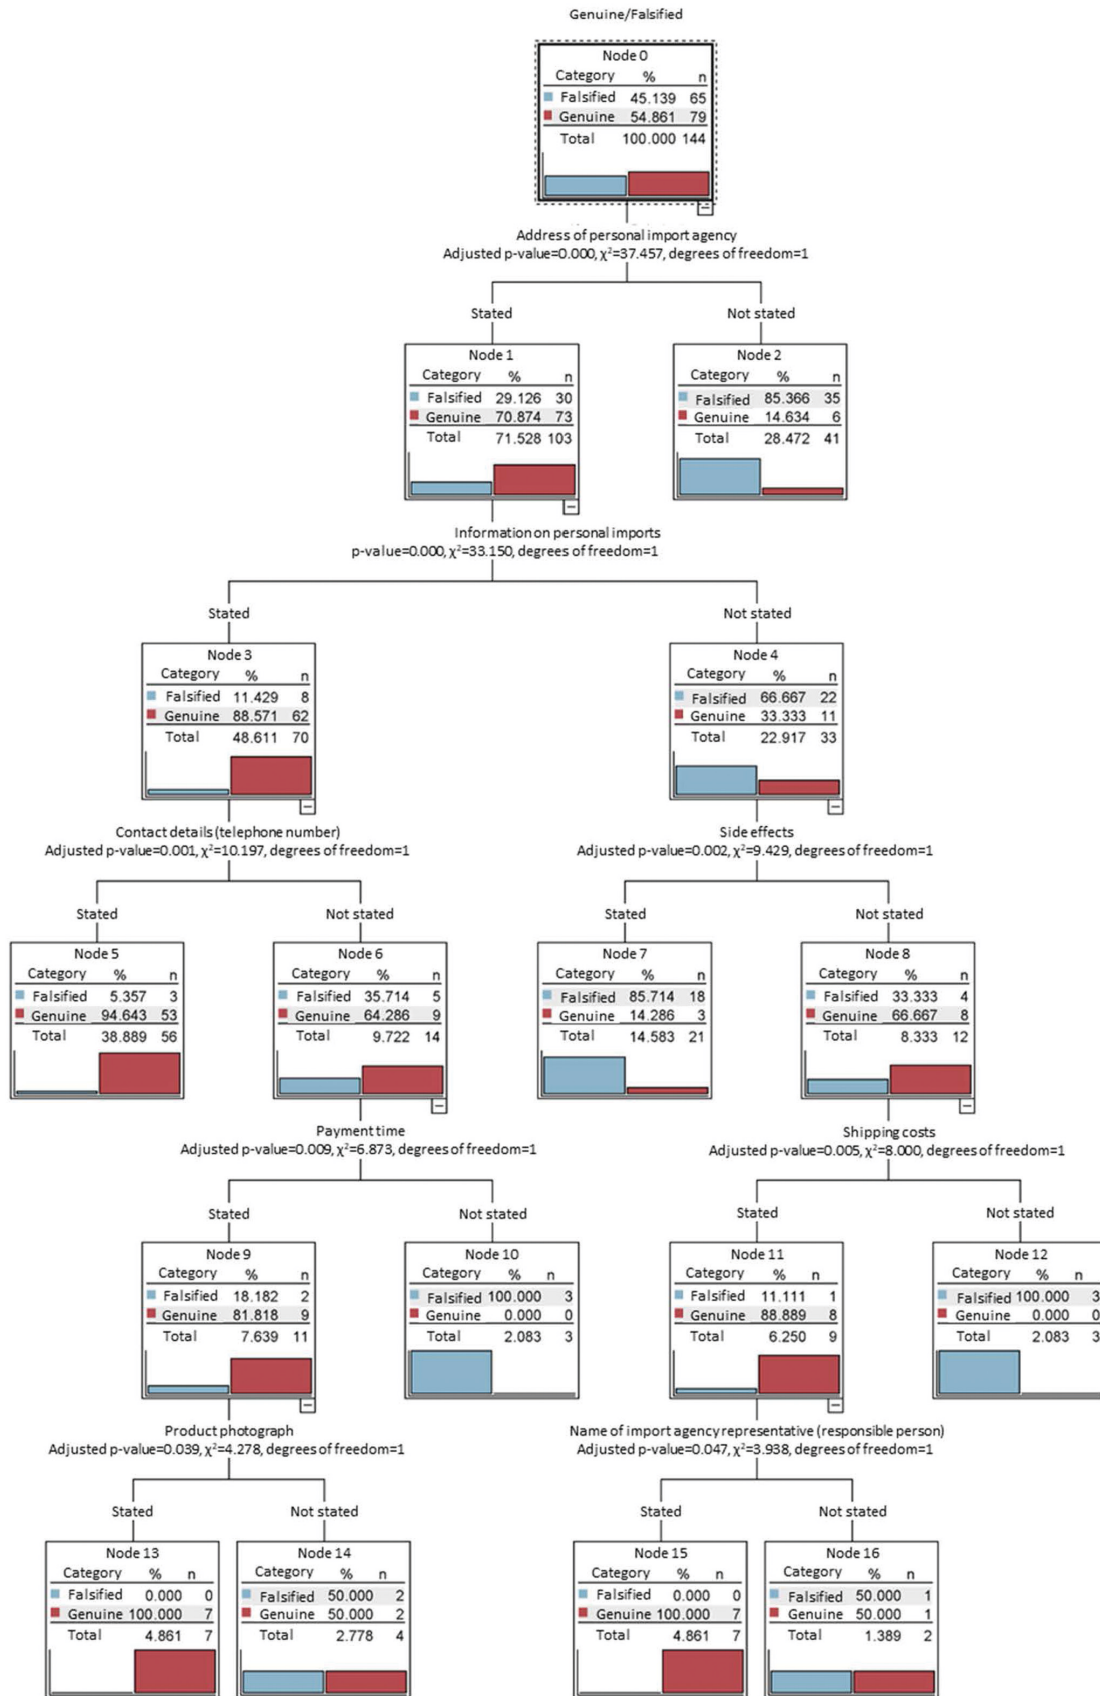 Genuine/Falsified
Node 0
Category % n
Falsified 45.139 65
Genuine 54.861 79
Total 100.000 144
Address of personal import agency
Adjusted p-value=0.000, χ²=37.457, degrees of freedom=1
Stated
Not stated
Node 1
Category % n
Falsified 29.126 30
Genuine 70.874 73
Total 71.528 103
Node 2
Category % n
Falsified 85.366 35
Genuine 14.634 6
Total 28.472 41
Information on personal imports
p-value=0.000, χ²=33.150, degrees of freedom=1
Stated
Not stated
Node 3
Category % n
Falsified 11.429 8
Genuine 88.571 62
Total 48.611 70
Node 4
Category % n
Falsified 66.667 22
Genuine 33.333 11
Total 22.917 33
Contact details (telephone number)
Adjusted p-value=0.001, χ²=10.197, degrees of freedom=1
Side effects
Adjusted p-value=0.002, χ²=9.429, degrees of freedom=1
Stated
Not stated
Stated
Not stated
Node 5
Category % n
Falsified 5.357 3
Genuine 94.643 53
Total 38.889 56
Node 6
Category % n
Falsified 35.714 5
Genuine 64.286 9
Total 9.722 14
Node 7
Category % n
Falsified 85.714 18
Genuine 14.286 3
Total 14.583 21
Node 8
Category % n
Falsified 33.333 4
Genuine 66.667 8
Total 8.333 12
Payment time
Adjusted p-value=0.009, χ²=6.873, degrees of freedom=1
Shipping costs
Adjusted p-value=0.005, χ²=8.000, degrees of freedom=1
Stated
Not stated
Stated
Not stated
Node 9
Category % n
Falsified 18.182 2
Genuine 81.818 9
Total 7.639 11
Node 10
Category % n
Falsified 100.000 3
Genuine 0.000 0
Total 2.083 3
Node 11
Category % n
Falsified 11.111 1
Genuine 88.889 8
Total 6.250 9
Node 12
Category % n
Falsified 100.000 3
Genuine 0.000 0
Total 2.083 3
Product photograph
Adjusted p-value=0.039, χ²=4.278, degrees of freedom=1
Name of import agency representative (responsible person)
Adjusted p-value=0.047, χ²=3.938, degrees of freedom=1
Stated
Not stated
Stated
Not stated
Node 13
Category % n
Falsified 0.000 0
Genuine 100.000 7
Total 4.861 7
Node 14
Category % n
Falsified 50.000 2
Genuine 50.000 2
Total 2.778 4
Node 15
Category % n
Falsified 0.000 0
Genuine 100.000 7
Total 4.861 7
Node 16
Category % n
Falsified 50.000 1
Genuine 50.000 1
Total 1.389 2